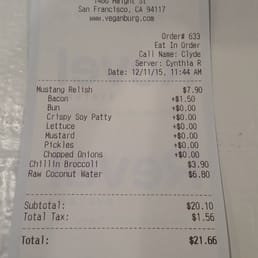 1466 Haight St
San Francisco, CA 94117
www.veganburg.com
Order# 633
Eat In Order
Call Name: Clyde
Server: Cynthia R
Date: 12/11/15, 11:44 AM
Mustang Relish $7.90
Bacon +$1.50
Bun +$0.00
Crispy Soy Patty +$0.00
Lettuce +$0.00
Mustard +$0.00
Pickles +$0.00
Chopped Onions +$0.00
Chillin Broccoli $3.90
Raw Coconut Water $6.80
Subtotal: $20.10
Total Tax: $1.56
Total: $21.66